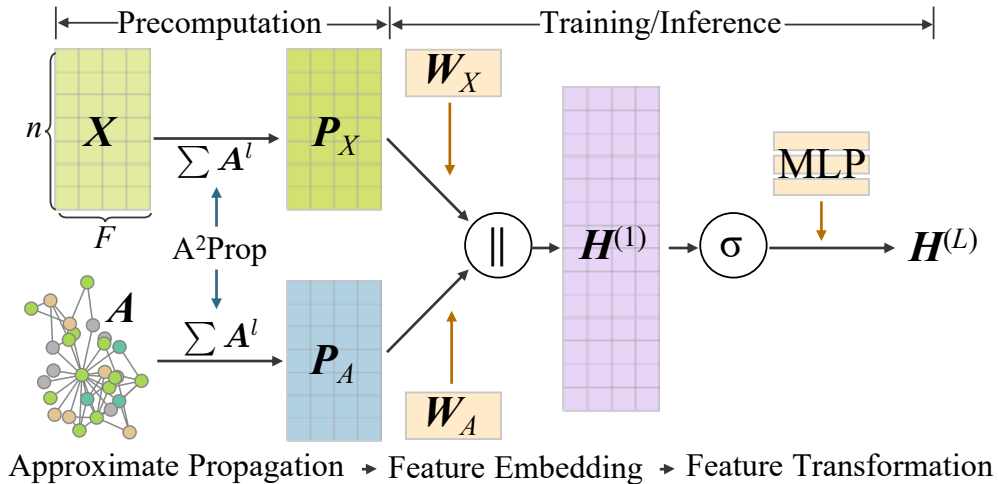 Precomputation Training/Inference
n X F
∑ A^l
P_X
W_X
A²Prop
A
∑ A^l
P_A
W_A
||
H^(1)
σ
MLP
H^(L)
Approximate Propagation → Feature Embedding → Feature Transformation